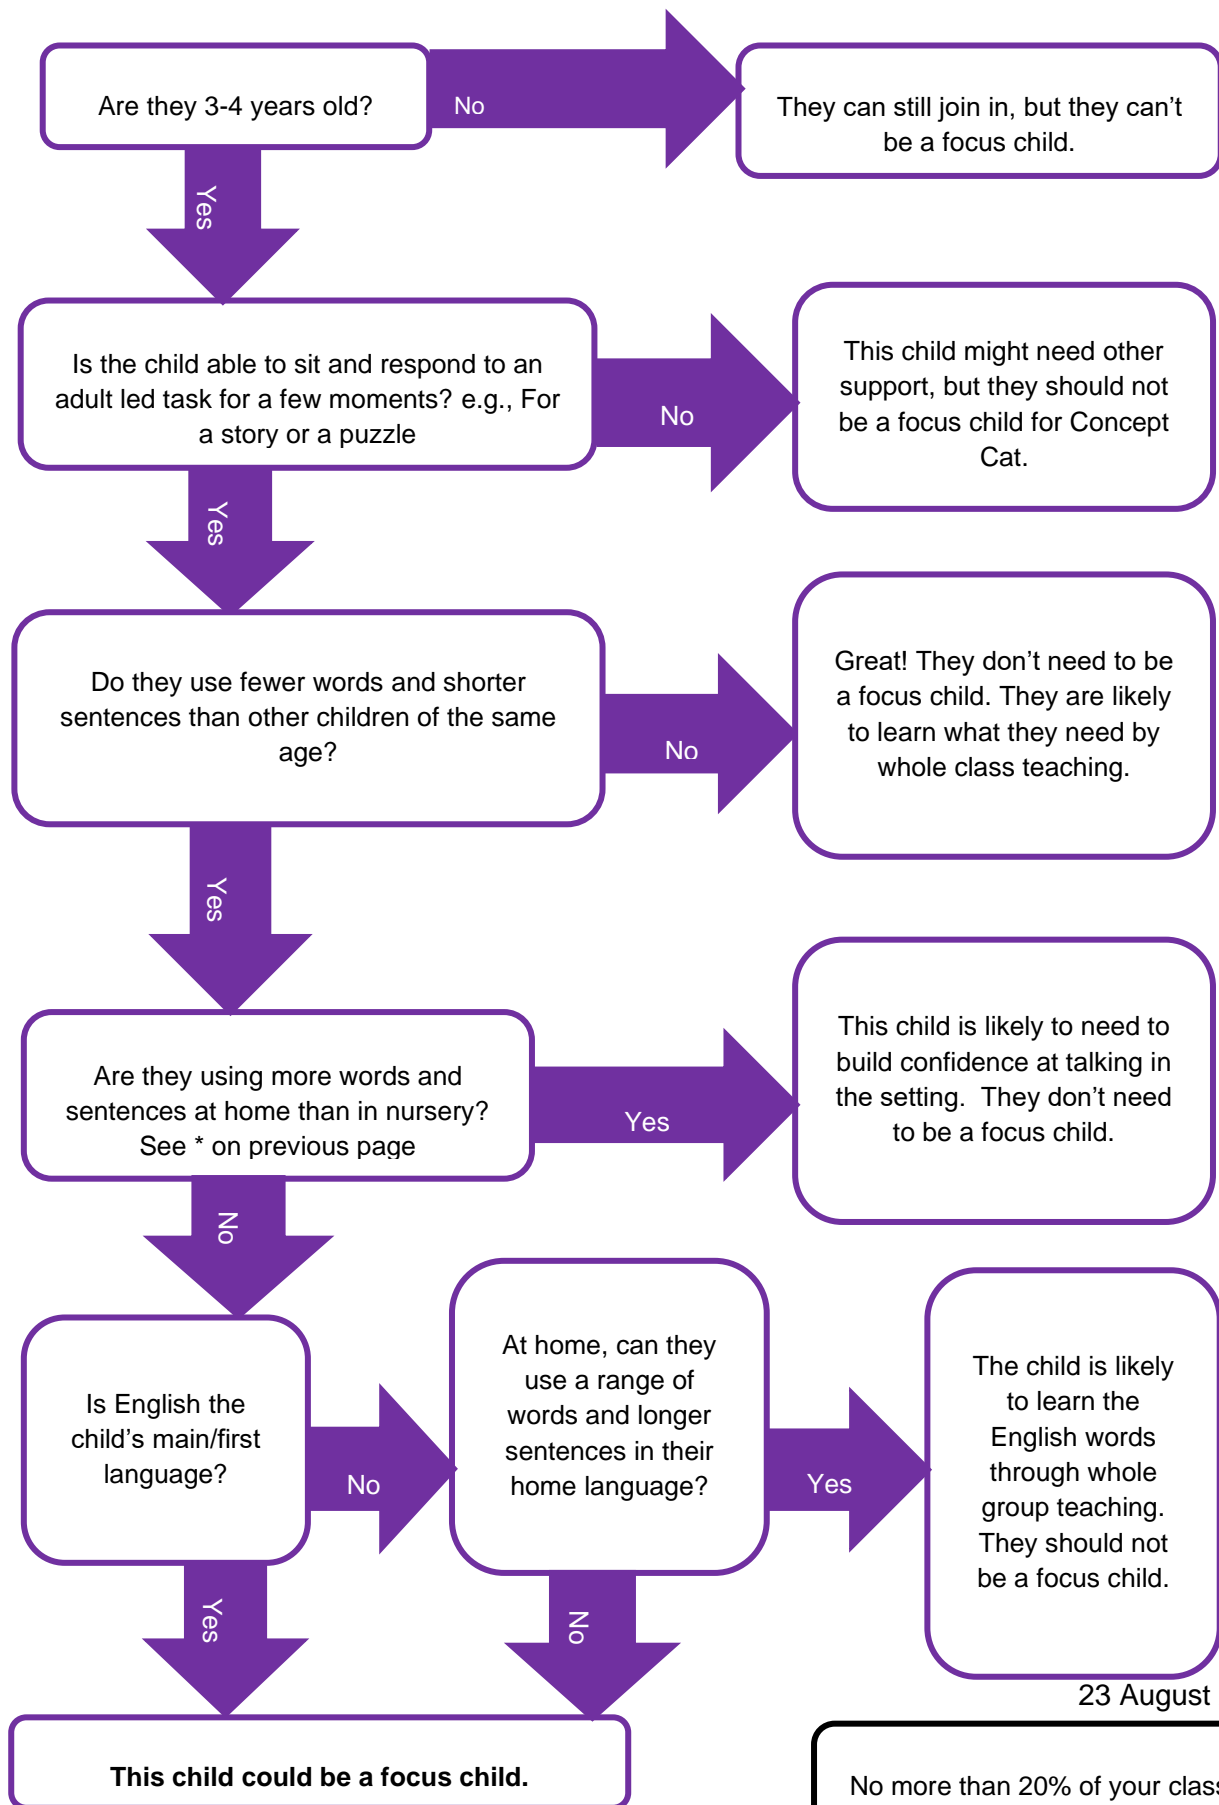 Are they 3-4 years old?
No
They can still join in, but they can't
be a focus child.
Yes
Is the child able to sit and respond to an
adult led task for a few moments? e.g., For
a story or a puzzle
No
This child might need other
support, but they should not
be a focus child for Concept
Cat.
Yes
Do they use fewer words and shorter
sentences than other children of the same
age?
No
Great! They don't need to be
a focus child. They are likely
to learn what they need by
whole class teaching.
Yes
Are they using more words and
sentences at home than in nursery?
See * on previous page
Yes
This child is likely to need to
build confidence at talking in
the setting.  They don't need
to be a focus child.
No
Is English the
child's main/first
language?
No
At home, can they
use a range of
words and longer
sentences in their
home language?
Yes
The child is likely
to learn the
English words
through whole
group teaching.
They should not
be a focus child.
Yes
No
23 August
This child could be a focus child.
No more than 20% of your class